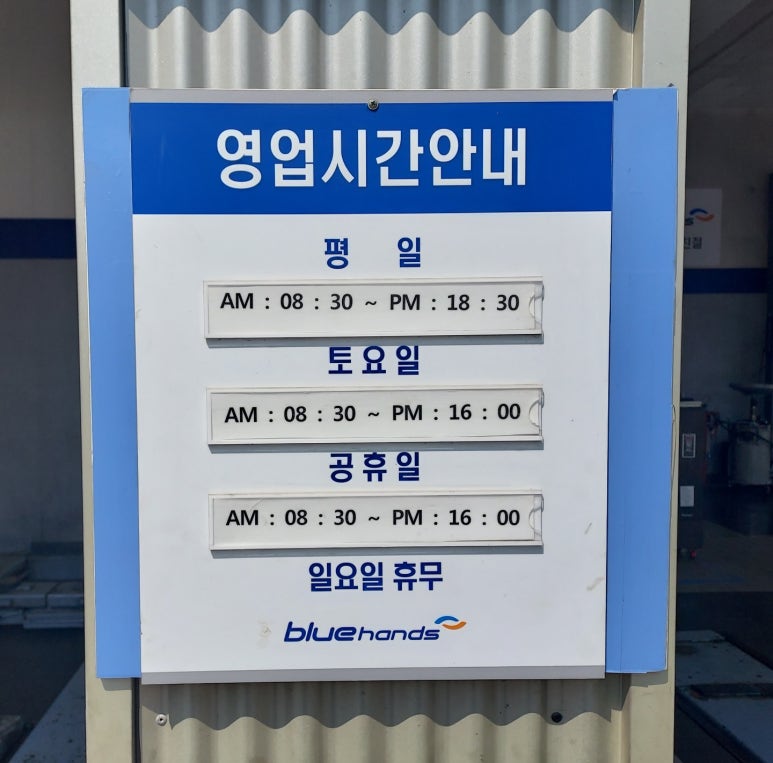 영업시간안내
평 일
AM : 08 : 30 ~ PM : 18 : 30
토요일
AM : 08 : 30 ~ PM : 16 : 00
공휴일
AM : 08 : 30 ~ PM : 16 : 00
일요일 휴무
bluehands